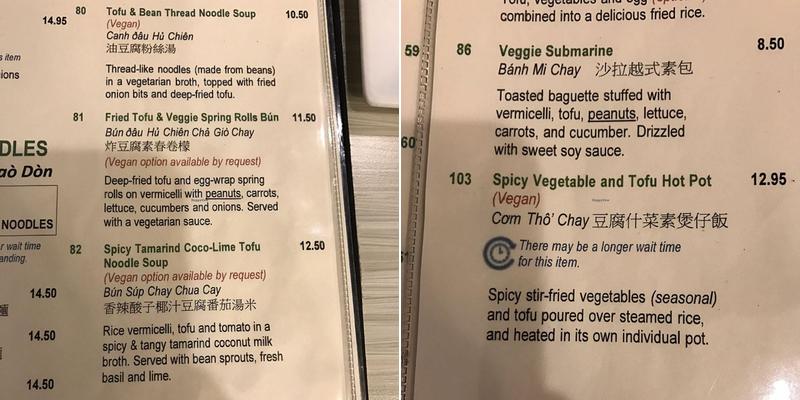 14.95
s item
cions
DLES
aò Dòn
NOODLES
r wait time
anding.
14.50
14.50
14.50
80 Tofu & Bean Thread Noodle Soup 10.50
(Vegan)
Canh đâu Hủ Chiên
油豆腐粉絲湯
Thread-like noodles (made from beans)
in a vegetarian broth, topped with fried
onion bits and deep-fried tofu.
81 Fried Tofu & Veggie Spring Rolls Bún 11.50
Bún đâu Hủ Chiên Chả Giò Chay
炸豆腐素春卷檬
(Vegan option available by request)
Deep-fried tofu and egg-wrap spring
rolls on vermicelli with peanuts, carrots,
lettuce, cucumbers and onions. Served
with a vegetarian sauce.
82 Spicy Tamarind Coco-Lime Tofu 12.50
Noodle Soup
(Vegan option available by request)
Bún Súp Chay Chua Cay
香辣酸子椰汁豆腐番茄湯米
Rice vermicelli, tofu and tomato in a
spicy & tangy tamarind coconut milk
broth. Served with bean sprouts, fresh
basil and lime.
combined into a delicious fried rice.
59
60
86 Veggie Submarine 8.50
Bánh Mi Chay 沙拉越式素包
Toasted baguette stuffed with
vermicelli, tofu, peanuts, lettuce,
carrots, and cucumber. Drizzled
with sweet soy sauce.
103 Spicy Vegetable and Tofu Hot Pot 12.95
(Vegan)
Cơm Thô' Chay 豆腐什菜素煲仔飯
There may be a longer wait time
for this item.
Spicy stir-fried vegetables (seasonal)
and tofu poured over steamed rice,
and heated in its own individual pot.